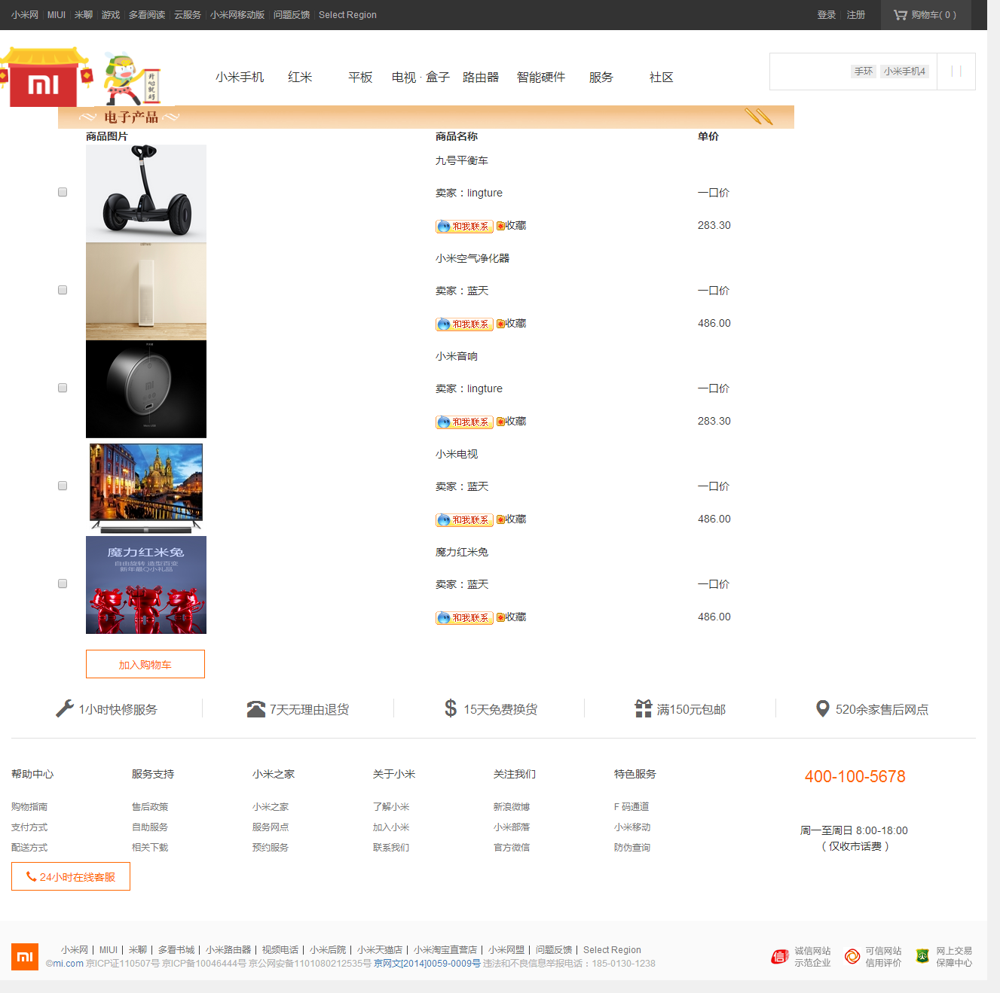 小米网 MIUI 米聊 游戏 多看阅读 云服务 小米网移动版 问题反馈 Select Region 登录 注册 购物车( 0 )
小米手机 红米 平板 电视 · 盒子 路由器 智能硬件 服务 社区 手环 小米手机4
开心就好
电子产品
商品图片 商品名称 单价
九号平衡车
卖家：lingture 一口价
和我联系 收藏 283.30
小米空气净化器
卖家：蓝天 一口价
和我联系 收藏 486.00
小米音响
卖家：lingture 一口价
和我联系 收藏 283.30
小米电视
卖家：蓝天 一口价
和我联系 收藏 486.00
魔力红米兔
自由旋转 造型百变
新年最Q小礼品
魔力红米兔
卖家：蓝天 一口价
和我联系 收藏 486.00
加入购物车
1小时快修服务 7天无理由退货 15天免费换货 满150元包邮 520余家售后网点
帮助中心 服务支持 小米之家 关于小米 关注我们 特色服务 400-100-5678
购物指南 售后政策 小米之家 了解小米 新浪微博 F 码通道
支付方式 自助服务 服务网点 加入小米 小米部落 小米移动 周一至周日 8:00-18:00
配送方式 相关下载 预约服务 联系我们 官方微信 防伪查询 （仅收市话费）
24小时在线客服
小米网 | MIUI | 米聊 | 多看书城 | 小米路由器 | 视频电话 | 小米后院 | 小米天猫店 | 小米淘宝直营店 | 小米网盟 | 问题反馈 | Select Region
©mi.com 京ICP证110507号 京ICP备10046444号 京公网安备1101080212535号 京网文[2014]0059-0009号 违法和不良信息举报电话：185-0130-1238
诚信网站 可信网站 网上交易
示范企业 信用评价 保障中心